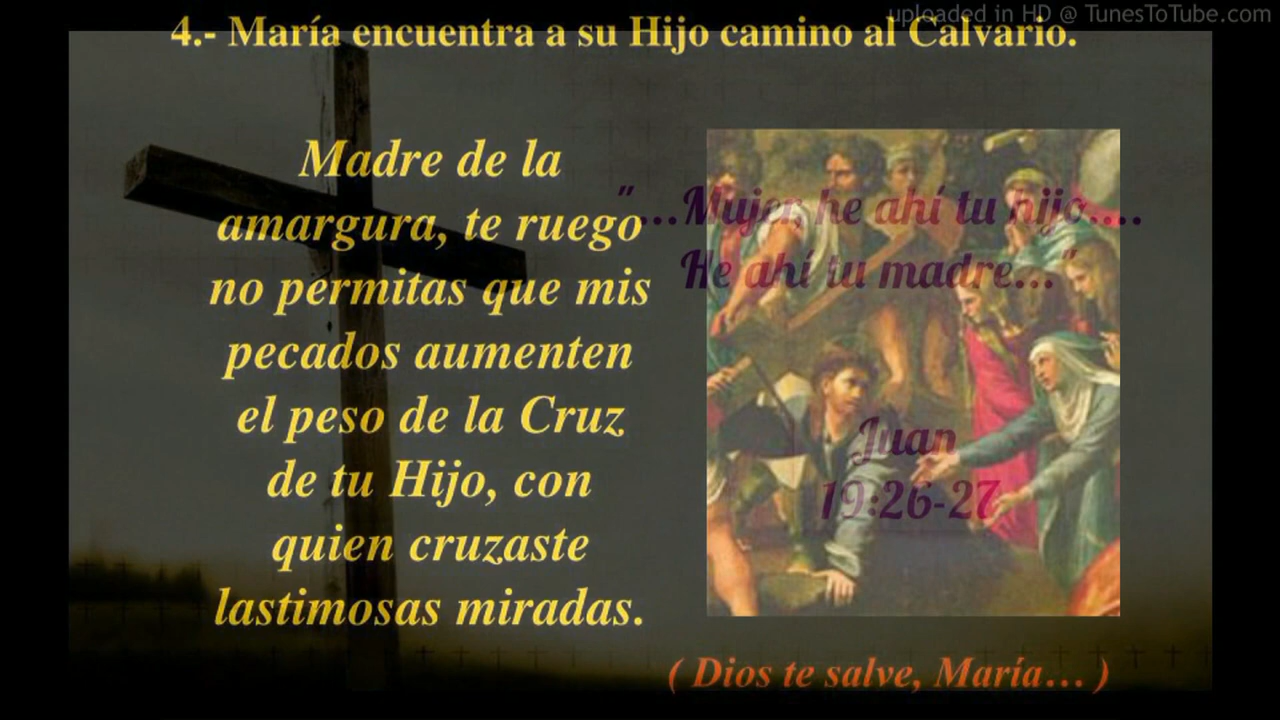 uploaded in HD @ TunesToTube.com
4.- María encuentra a su Hijo camino al Calvario.
Madre de la
amargura, te ruego
no permitas que mis
pecados aumenten
el peso de la Cruz
de tu Hijo, con
quien cruzaste
lastimosas miradas.
"...Mujer, he ahí tu hijo....
He ahí tu madre..."
Juan
19:26-27
( Dios te salve, María... )